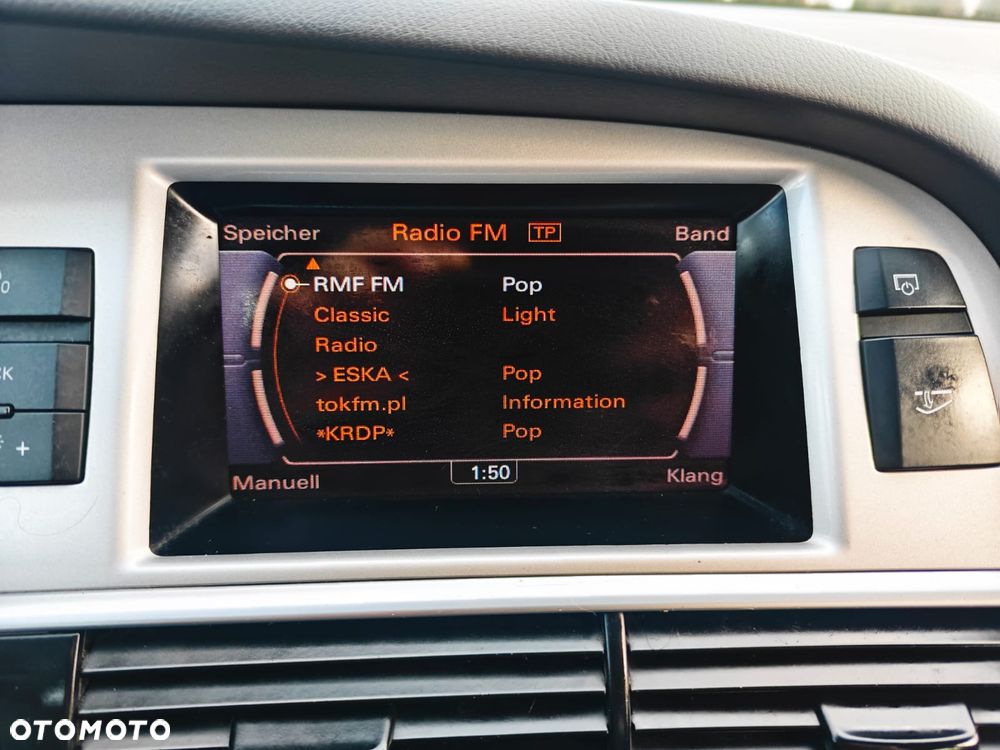 Speicher Radio FM TP Band
RMF FM Pop
Classic Light
Radio
> ESKA < Pop
tokfm.pl Information
*KRDP* Pop
Manuell 1:50 Klang
OTOMOTO